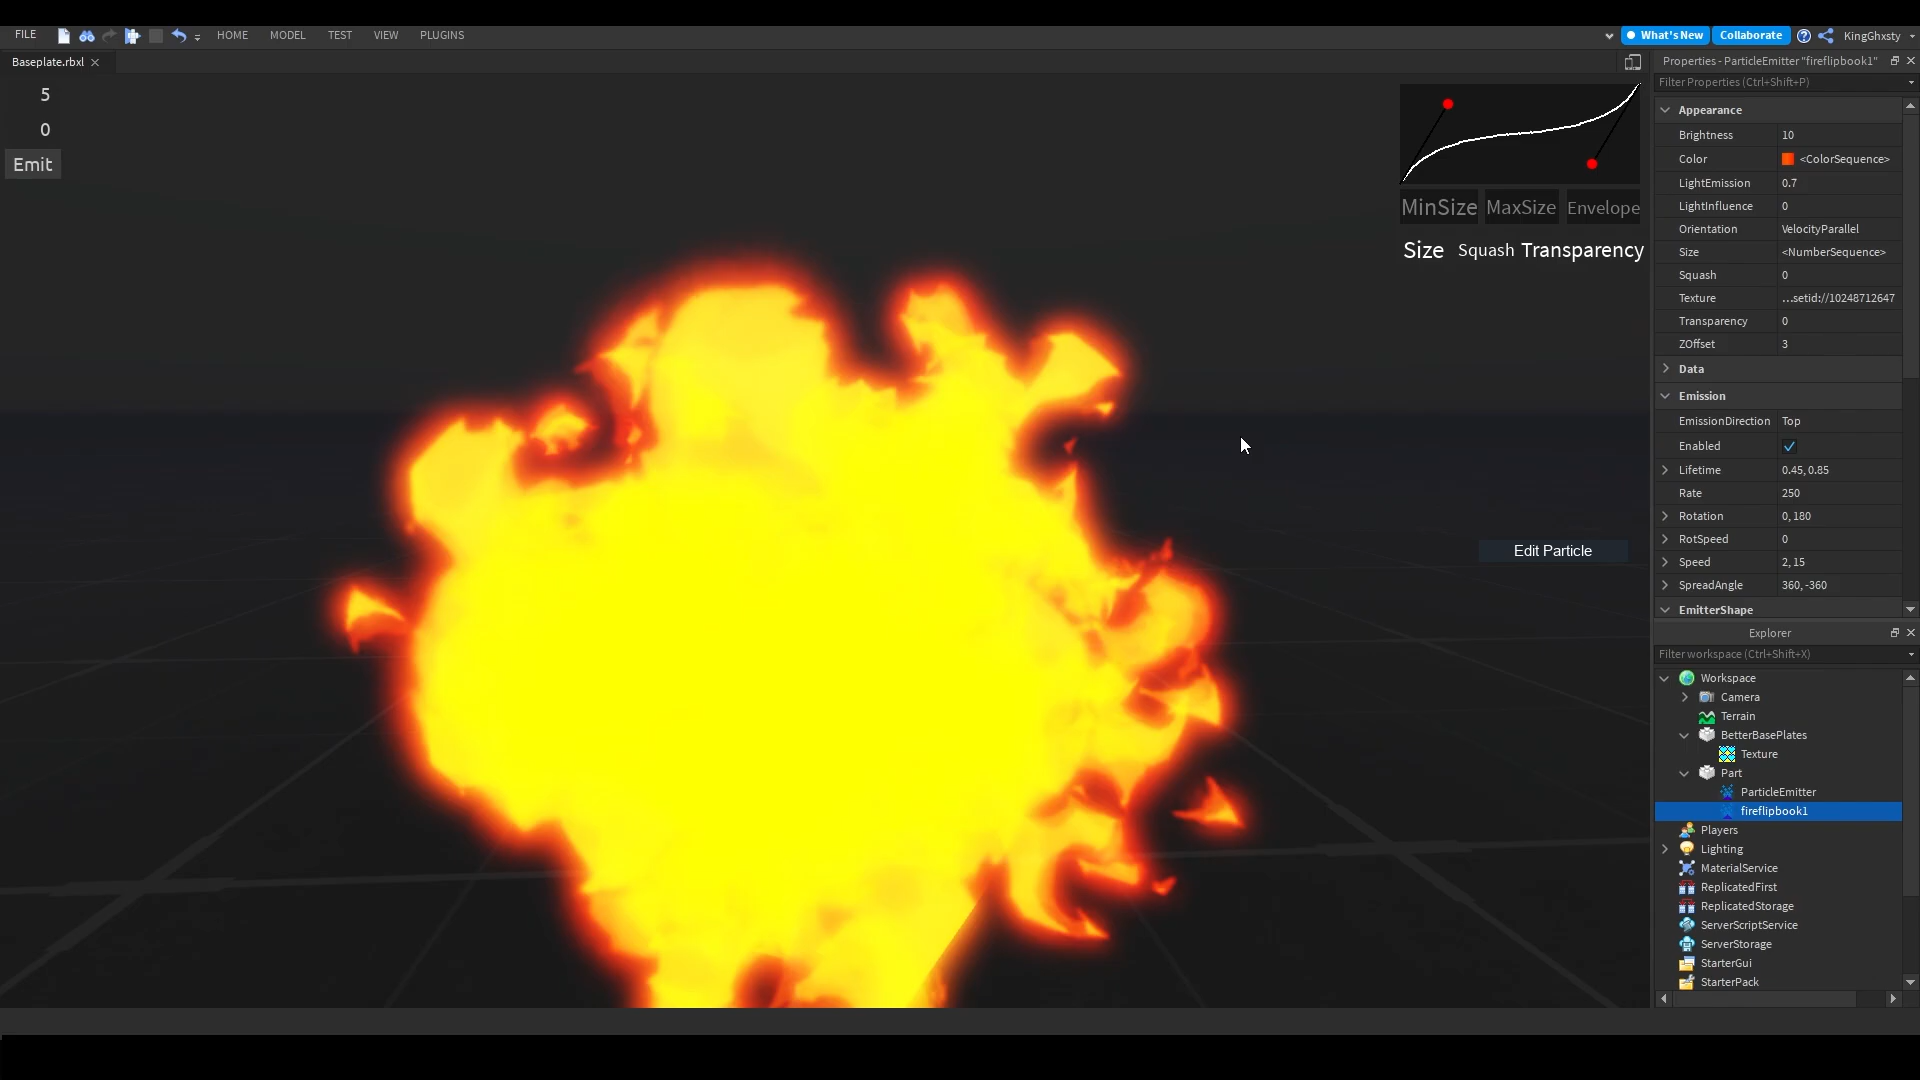 FILE HOME MODEL TEST VIEW PLUGINS What's New Collaborate KingGhxsty
Baseplate.rbxl
5
0
Emit
MinSize MaxSize Envelope
Size Squash Transparency
Edit Particle
Properties - ParticleEmitter "fireflipbook1"
Filter Properties (Ctrl+Shift+P)
Appearance
Brightness 10
Color <ColorSequence>
LightEmission 0.7
LightInfluence 0
Orientation VelocityParallel
Size <NumberSequence>
Squash 0
Texture ...setid://10248712647
Transparency 0
ZOffset 3
Data
Emission
EmissionDirection Top
Enabled
Lifetime 0.45, 0.85
Rate 250
Rotation 0, 180
RotSpeed 0
Speed 2, 15
SpreadAngle 360, -360
EmitterShape
Explorer
Filter workspace (Ctrl+Shift+X)
Workspace
Camera
Terrain
BetterBasePlates
Texture
Part
ParticleEmitter
fireflipbook1
Players
Lighting
MaterialService
ReplicatedFirst
ReplicatedStorage
ServerScriptService
ServerStorage
StarterGui
StarterPack